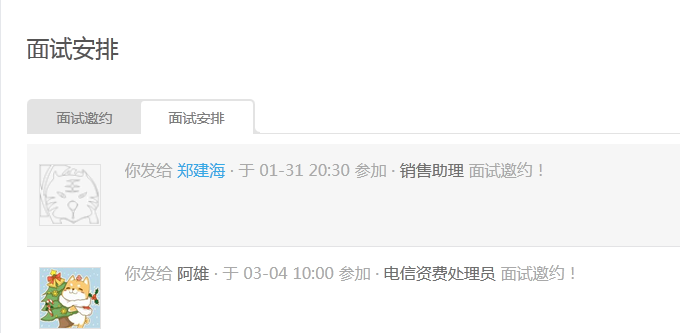 面试安排
面试邀约 面试安排
你发给 郑建海 · 于 01-31 20:30 参加 · 销售助理 面试邀约！
你发给 阿雄 · 于 03-04 10:00 参加 · 电信资费处理员 面试邀约！